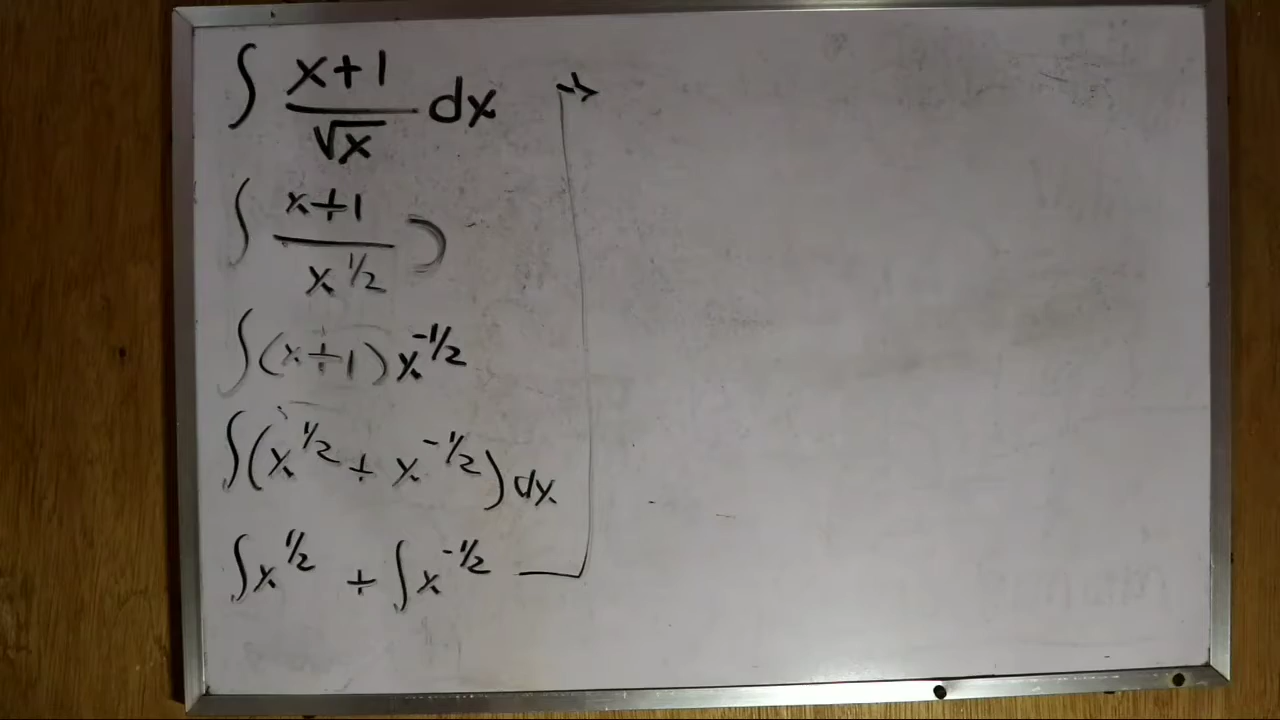 ∫ x+1/√x dx
∫ x+1/x^1/2 )
∫(x+1)x^-1/2
∫(x^1/2 + x^-1/2)dx
∫x^1/2 + ∫x^-1/2